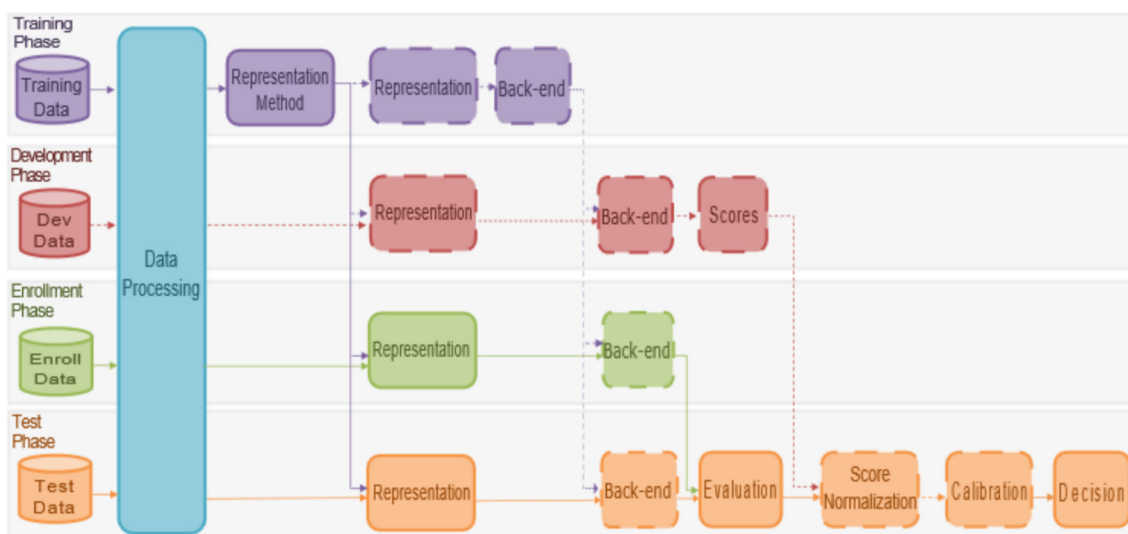 Training
Phase
Training
Data
Representation
Method
Representation
Back-end
Development
Phase
Dev
Data
Representation
Back-end
Scores
Data
Processing
Enrollment
Phase
Enroll
Data
Representation
Back-end
Test
Phase
Test
Data
Representation
Back-end
Evaluation
Score
Normalization
Calibration
Decision